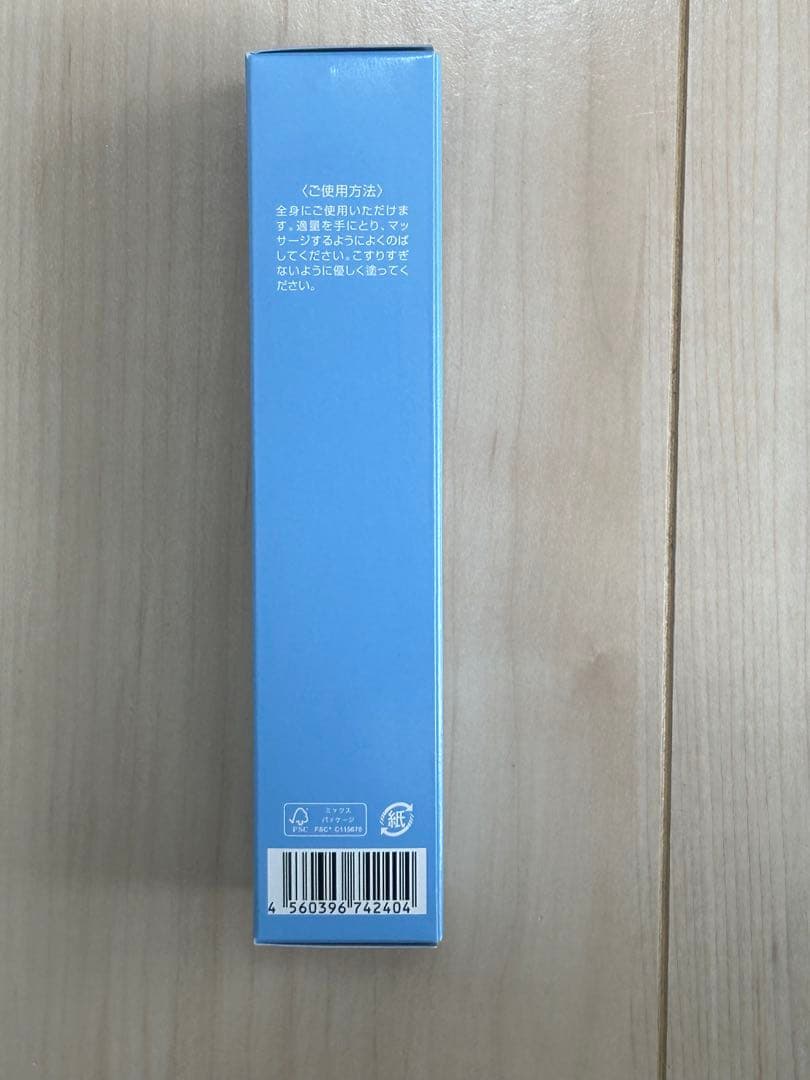 〈ご使用方法〉
全身にご使用いただけま
す。適量を手にとり、マッ
サージするようによくのば
してください。こすりすぎ
ないように優しく塗ってく
ださい。
ミックス
パッケージ
FSC FSC® C115678
紙
4 560396 742404